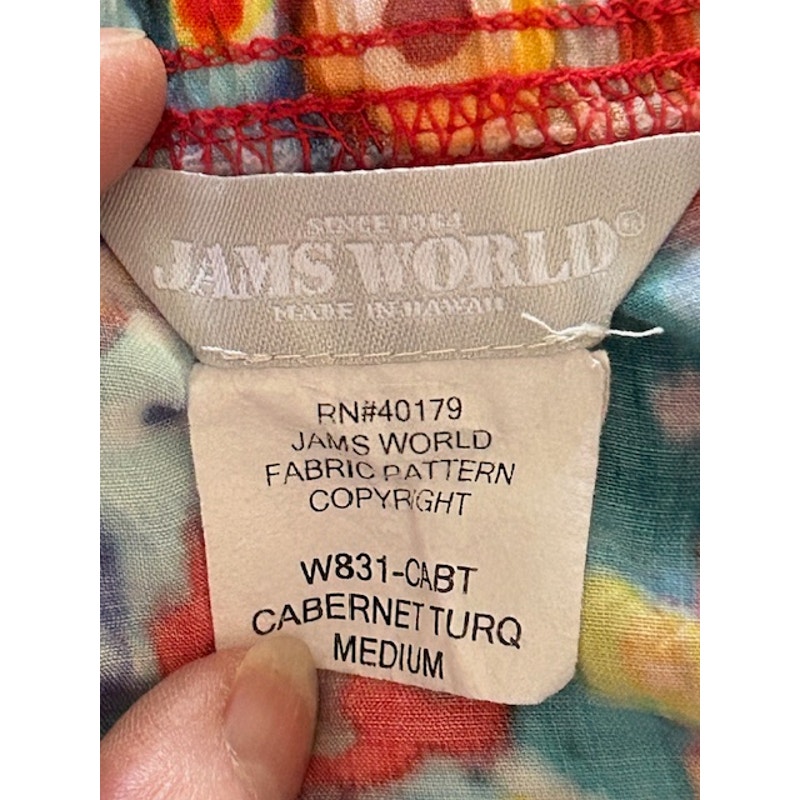 SINCE 1964
JAMS WORLD®
MADE IN HAWAII
RN#40179
JAMS WORLD
FABRIC PATTERN
COPYRIGHT
W831-CABT
CABERNET TURQ
MEDIUM